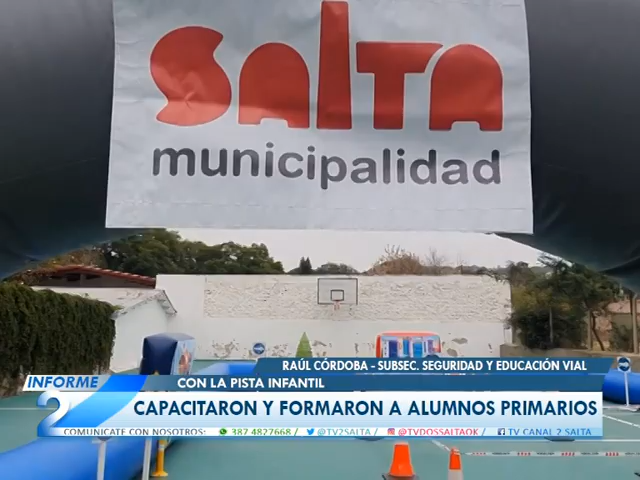 SALTA
municipalidad
RAÚL CÓRDOBA - SUBSEC. SEGURIDAD Y EDUCACIÓN VIAL
INFORME
2
CON LA PISTA INFANTIL
CAPACITARON Y FORMARON A ALUMNOS PRIMARIOS
COMUNICATE CON NOSOTROS: 387 4827668 / @TV2SALTA / @TVDOSSALTAOK / TV CANAL 2 SALTA